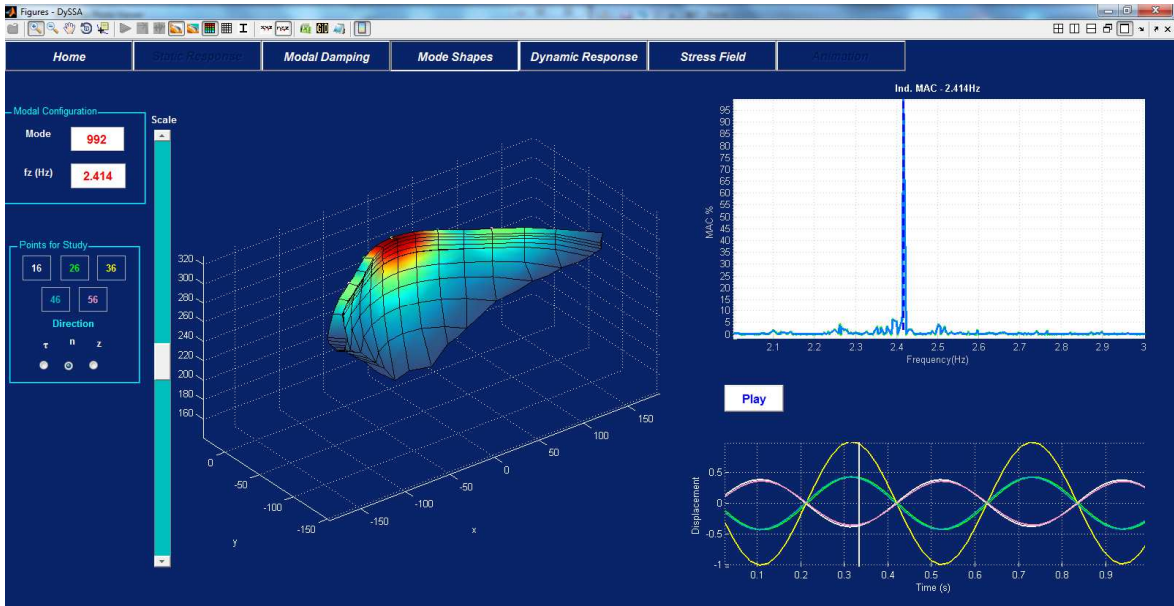 Figures - DySSA
Home
Static Response
Modal Damping
Mode Shapes
Dynamic Response
Stress Field
Animation
Modal Configuration
Mode
992
fz (Hz)
2.414
Scale
Points for Study
16 26 36
46 56
Direction
τ n z
320
300
280
260
240
220
200
180
160
0
-50
-100
-150
y
-150
-100
-50
0
50
100
150
x
Ind. MAC - 2.414Hz
95
90
85
80
75
70
65
60
55
50
45
40
35
30
25
20
15
10
5
0
MAC %
2.1 2.2 2.3 2.4 2.5 2.6 2.7 2.8 2.9 3
Frequency(Hz)
Play
0.5
0
-0.5
-1
Displacement
0.1 0.2 0.3 0.4 0.5 0.6 0.7 0.8 0.9
Time (s)